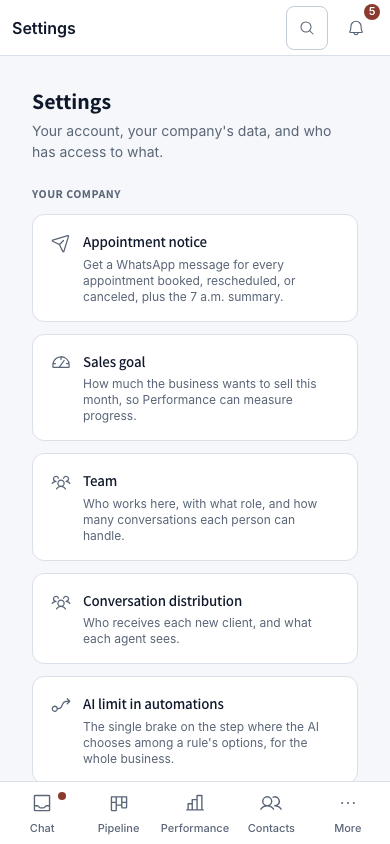 Settings
5
Settings
Your account, your company's data, and who
has access to what.
YOUR COMPANY
Appointment notice
Get a WhatsApp message for every
appointment booked, rescheduled, or
canceled, plus the 7 a.m. summary.
Sales goal
How much the business wants to sell this
month, so Performance can measure
progress.
Team
Who works here, with what role, and how
many conversations each person can
handle.
Conversation distribution
Who receives each new client, and what
each agent sees.
AI limit in automations
The single brake on the step where the AI
chooses among a rule's options, for the
whole business.
Chat
Pipeline
Performance
Contacts
More